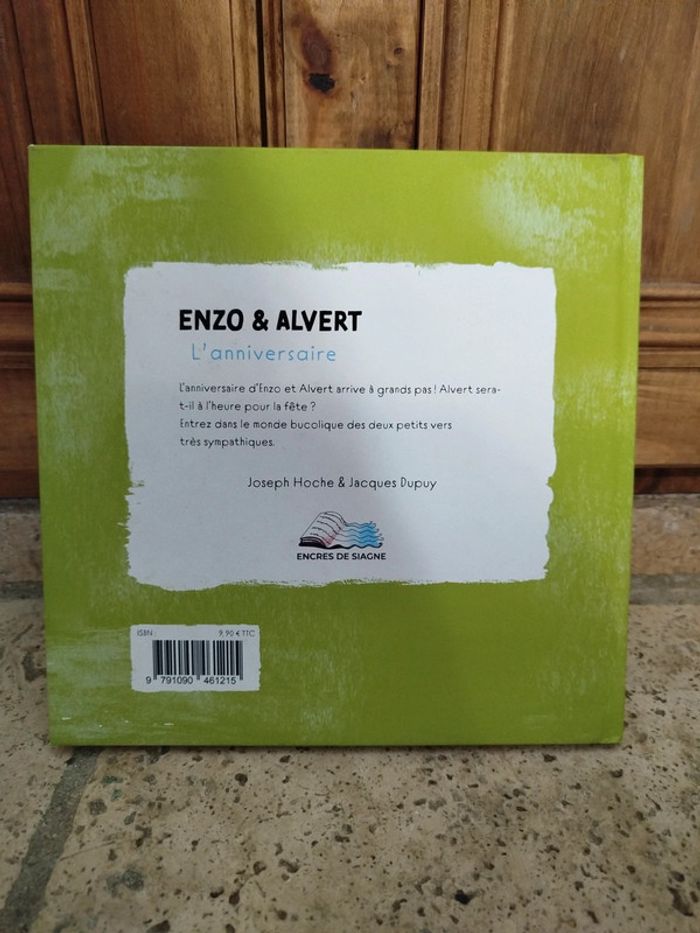 ENZO & ALVERT
L'anniversaire
L'anniversaire d'Enzo et Alvert arrive à grands pas ! Alvert sera-
t-il à l'heure pour la fête ?
Entrez dans le monde bucolique des deux petits vers
très sympathiques.
Joseph Hoche & Jacques Dupuy
ENCRES DE SIAGNE
ISBN : 9,90 € TTC
9 791090 461215